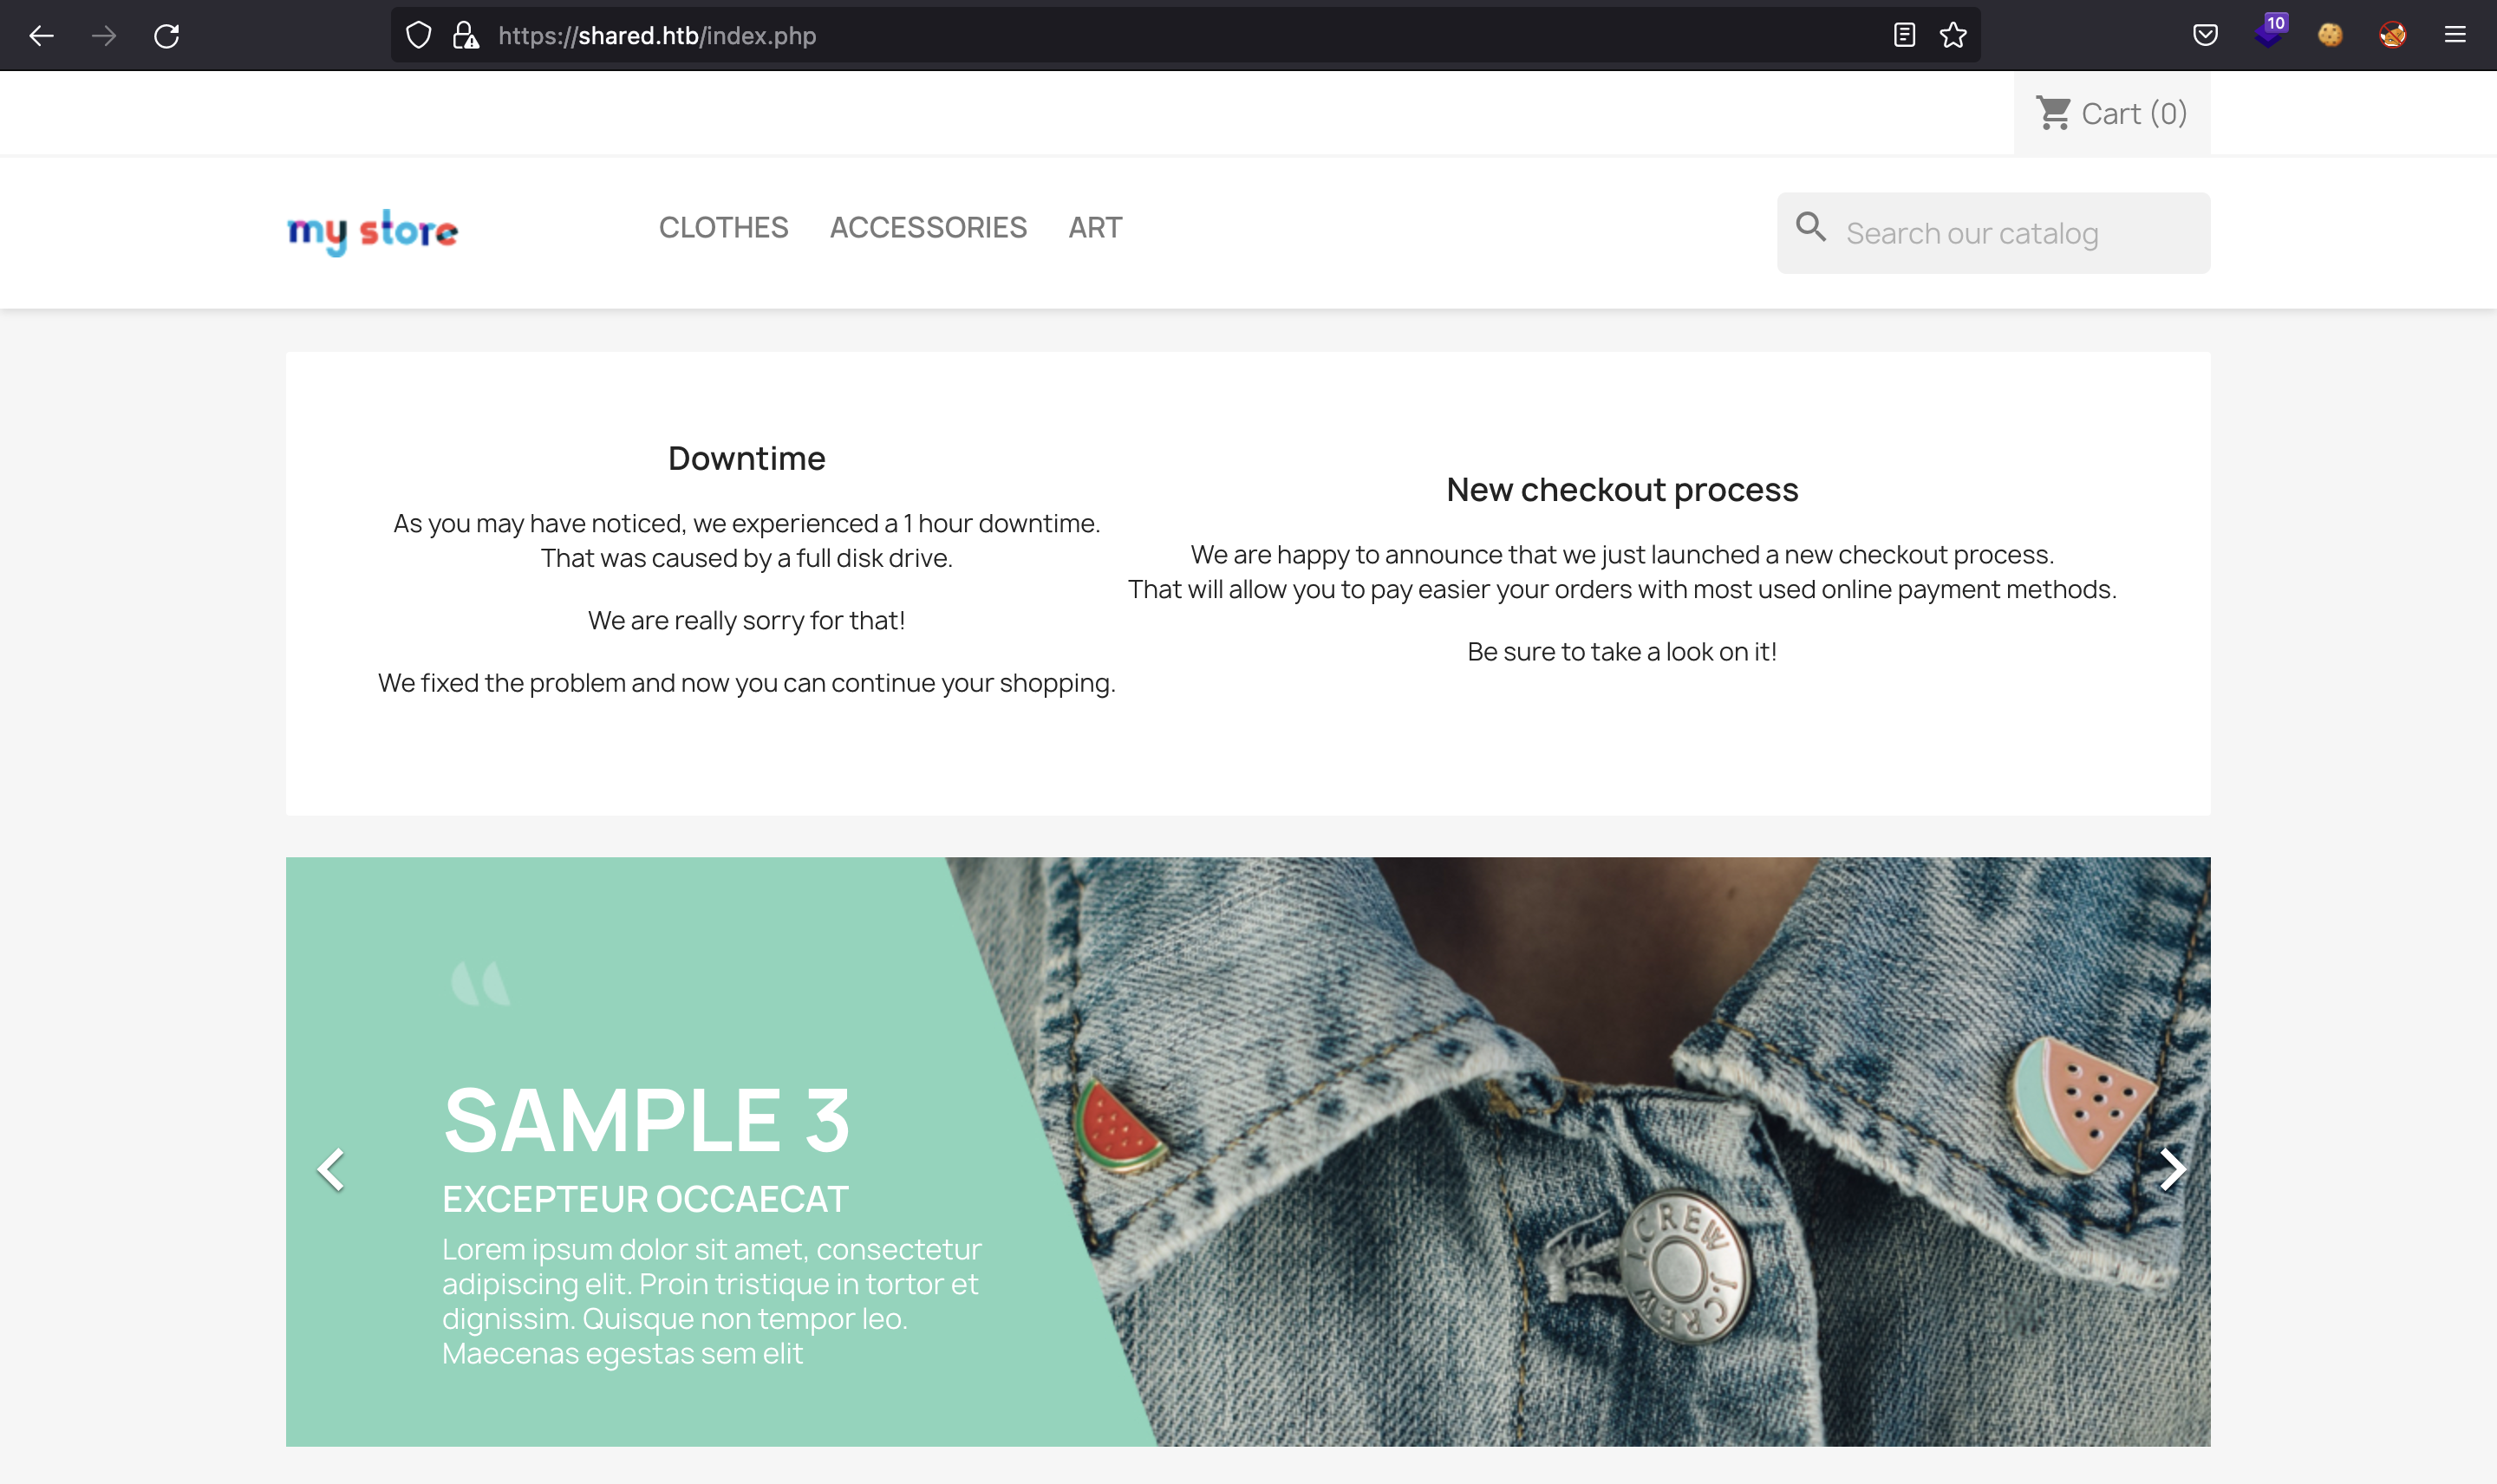 https://shared.htb/index.php
10
Cart (0)
my store
CLOTHES ACCESSORIES ART
Search our catalog
Downtime
As you may have noticed, we experienced a 1 hour downtime.
That was caused by a full disk drive.
We are really sorry for that!
We fixed the problem and now you can continue your shopping.
New checkout process
We are happy to announce that we just launched a new checkout process.
That will allow you to pay easier your orders with most used online payment methods.
Be sure to take a look on it!
“
SAMPLE 3
EXCEPTEUR OCCAECAT
Lorem ipsum dolor sit amet, consectetur
adipiscing elit. Proin tristique in tortor et
dignissim. Quisque non tempor leo.
Maecenas egestas sem elit
J.CREW J.CREW